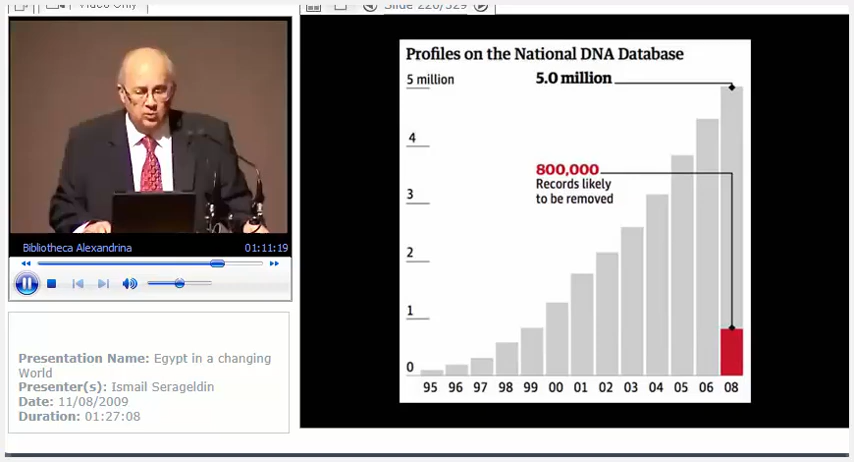 Video Only
Slide 220/329
Profiles on the National DNA Database
5 million
5.0 million
4
800,000
Records likely
to be removed
3
2
1
0
95 96 97 98 99 00 01 02 03 04 05 06 08
Bibliotheca Alexandrina 01:11:19
Presentation Name: Egypt in a changing
World
Presenter(s): Ismail Serageldin
Date: 11/08/2009
Duration: 01:27:08